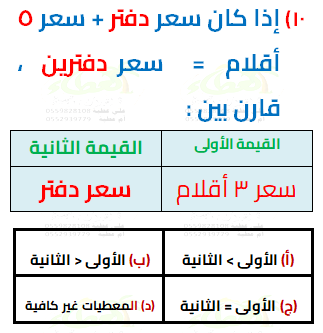 ١٠) إذا كان سعر دفتر + سعر ٥
أقلام = سعر دفترين ،
قارن بين :
القيمة الأولى
القيمة الثانية
سعر ٣ أقلام
سعر دفتر
(أ) الأولى > الثانية
(ب) الأولى < الثانية
(ج) الأولى = الثانية
(د) المعطيات غير كافية